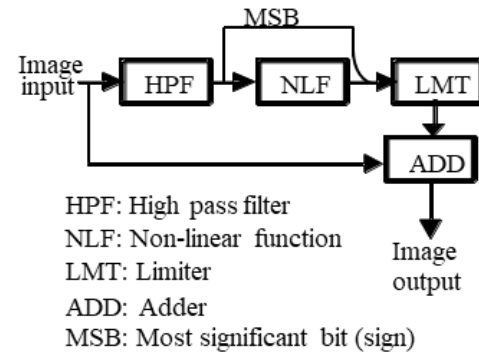 MSB
Image
input
HPF
NLF
LMT
ADD
HPF: High pass filter
NLF: Non-linear function
LMT: Limiter
ADD: Adder
MSB: Most significant bit (sign)
Image
output